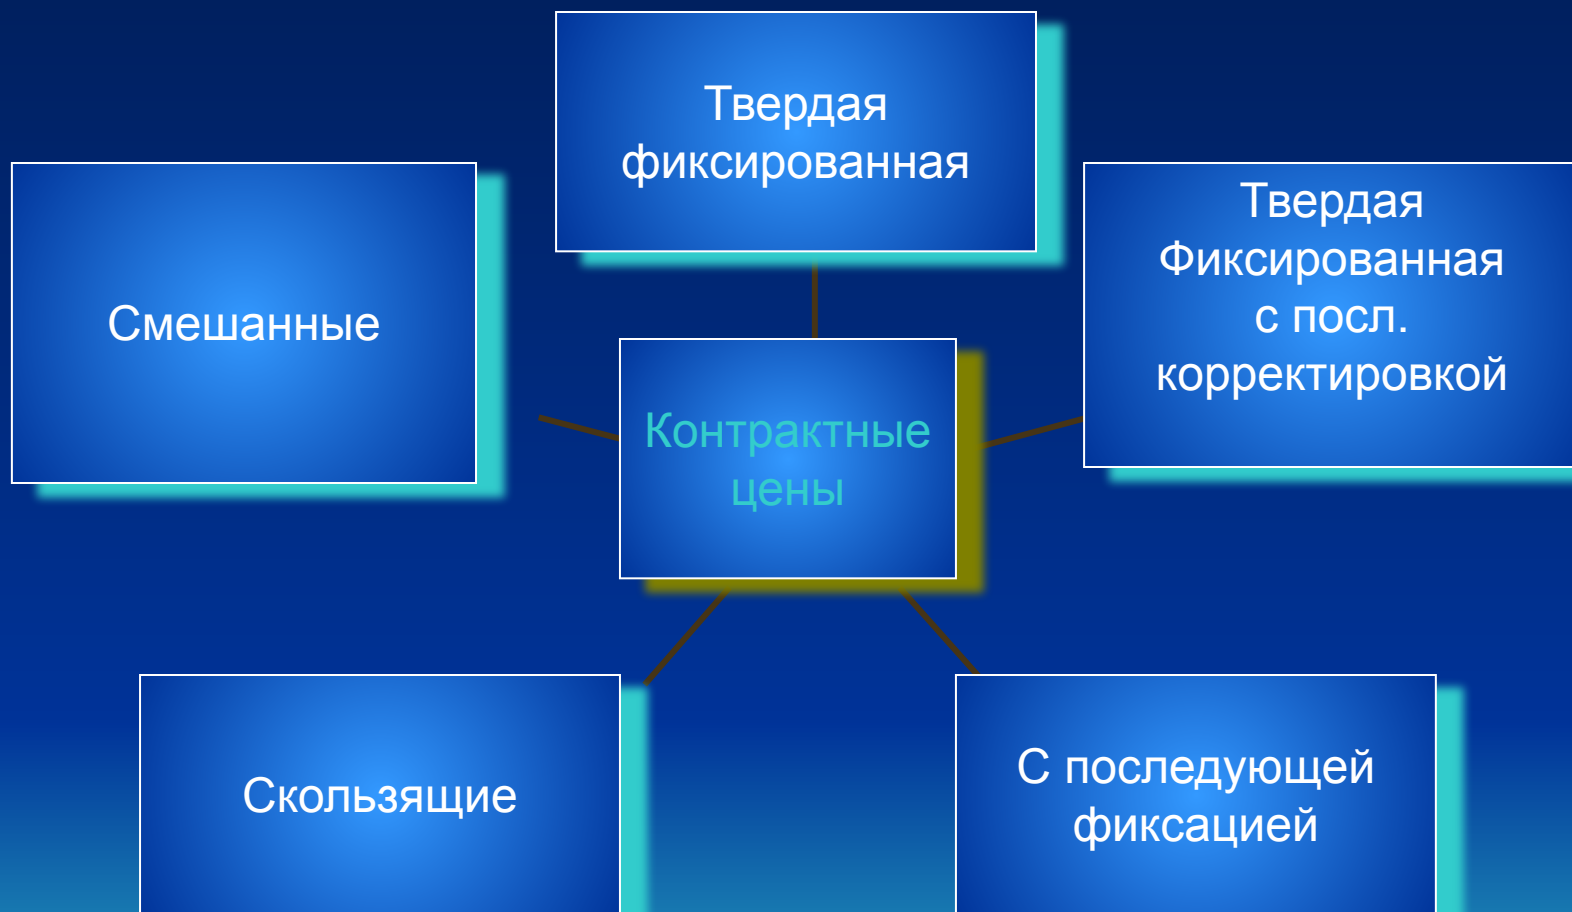 Твердая
фиксированная
Смешанные
Твердая
Фиксированная
с посл.
корректировкой
Контрактные
цены
Скользящие
С последующей
фиксацией